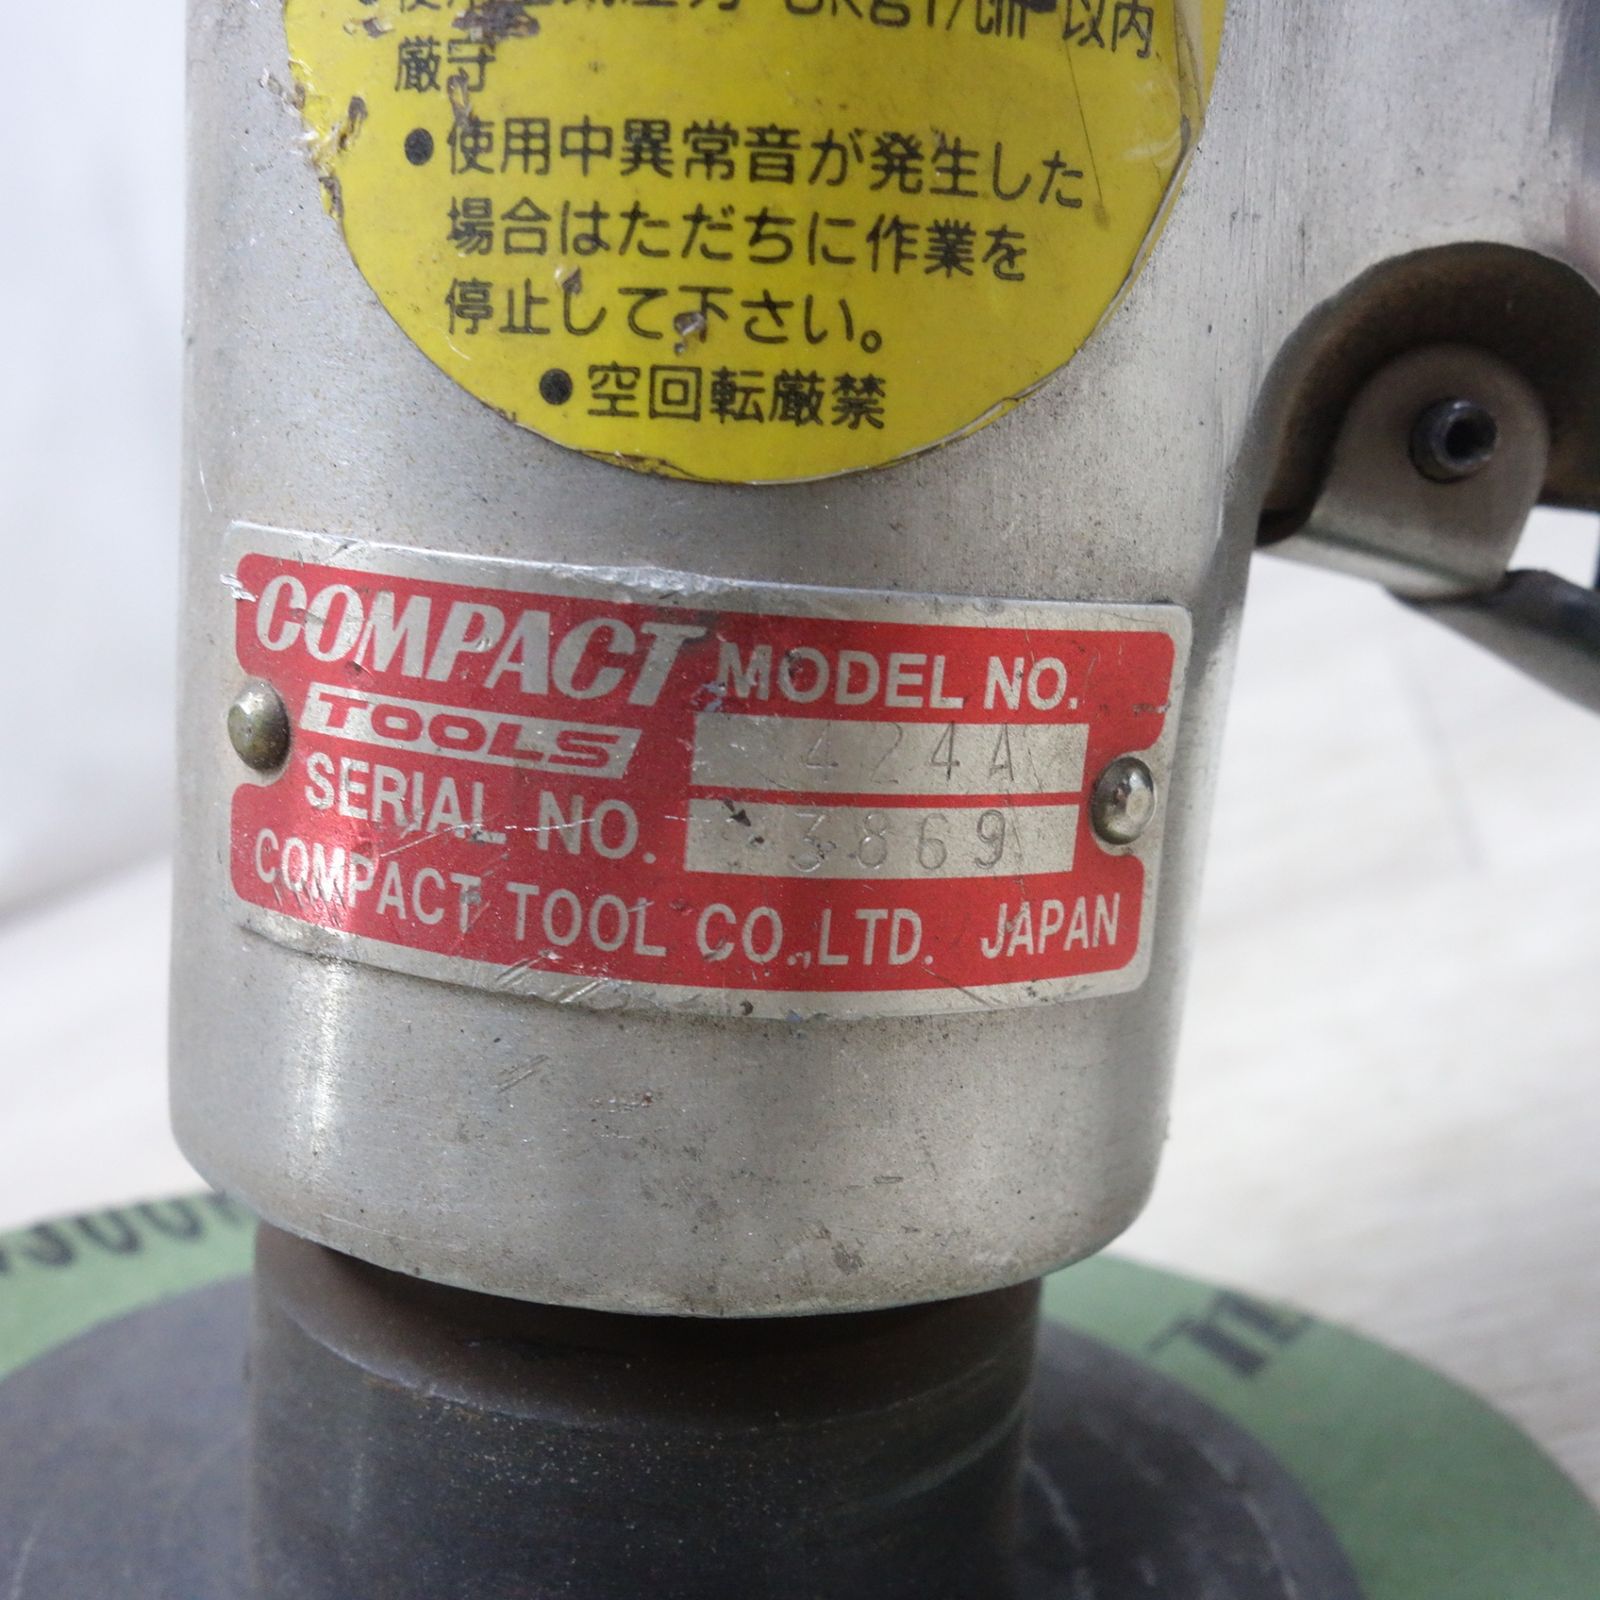 以内
厳守
●使用中異常音が発生した
場合はただちに作業を
停止して下さい。
●空回転厳禁
COMPACT MODEL NO.
TOOLS 424A
SERIAL NO. 3869
COMPACT TOOL CO.,LTD. JAPAN